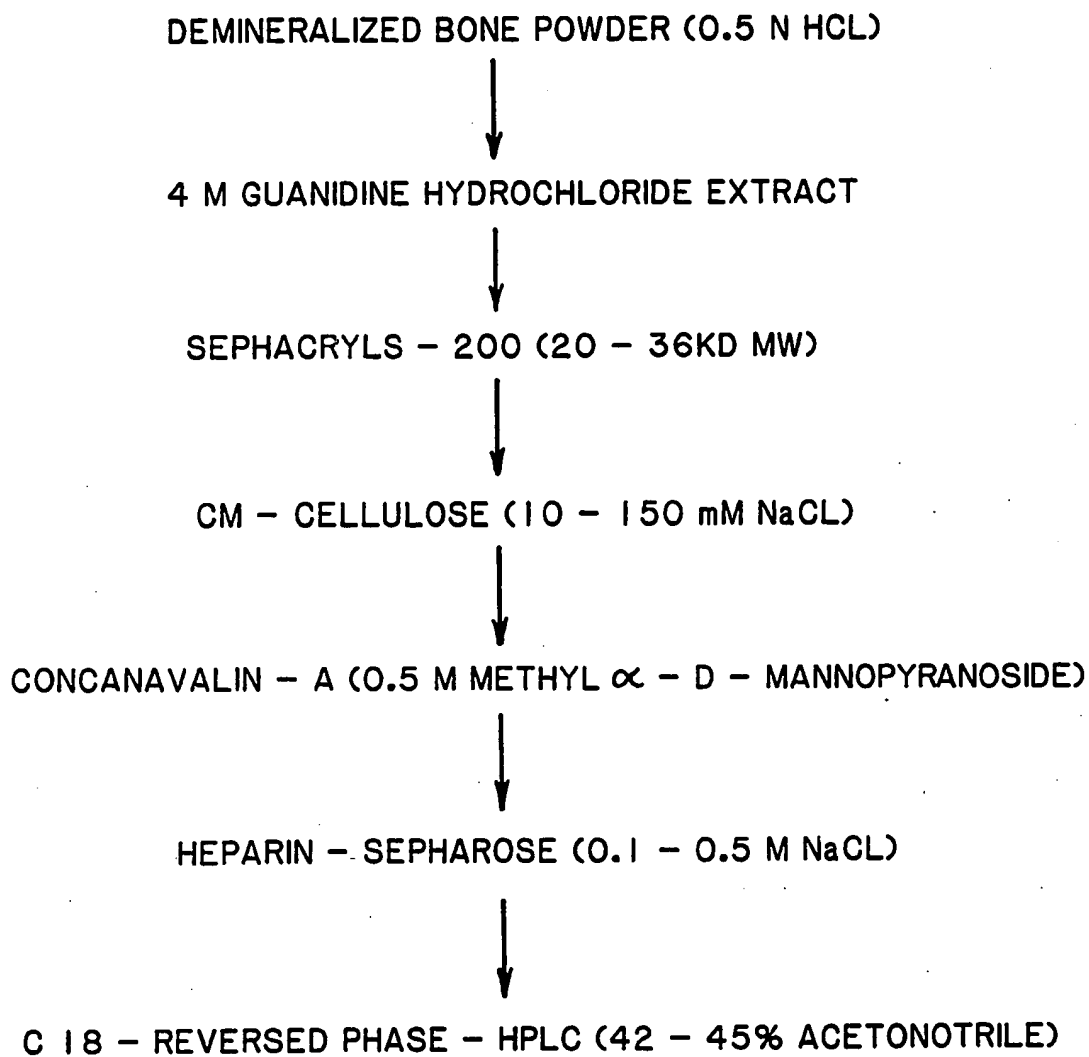 DEMINERALIZED BONE POWDER (0.5 N HCL)
4 M GUANIDINE HYDROCHLORIDE EXTRACT
SEPHACRYLS – 200 (20 – 36KD MW)
CM – CELLULOSE (10 – 150 mM NaCL)
CONCANAVALIN – A (0.5 M METHYL ∝ – D – MANNOPYRANOSIDE)
HEPARIN – SEPHAROSE (0.1 – 0.5 M NaCL)
C 18 – REVERSED PHASE – HPLC (42 – 45% ACETONOTRILE)